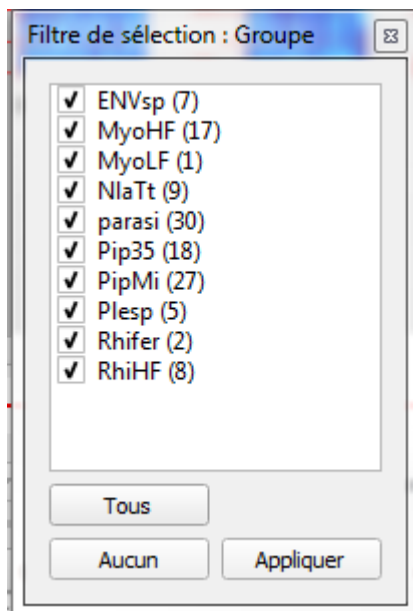 Filtre de sélection : Groupe
ENVsp (7)
MyoHF (17)
MyoLF (1)
NlaTt (9)
parasi (30)
Pip35 (18)
PipMi (27)
Plesp (5)
Rhifer (2)
RhiHF (8)
Tous
Aucun Appliquer